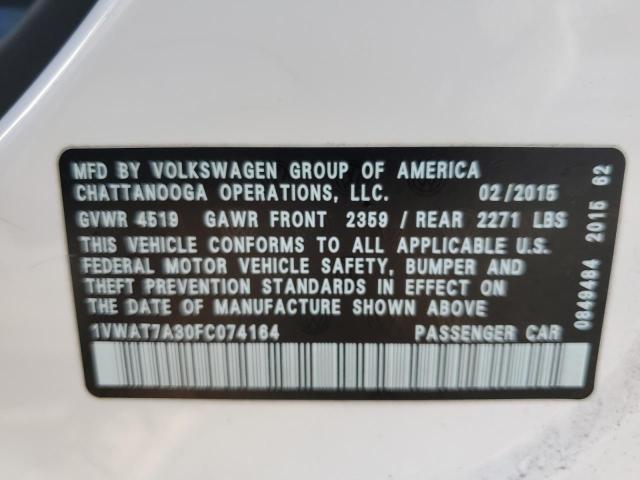 MFD BY VOLKSWAGEN GROUP OF AMERICA
CHATTANOOGA OPERATIONS, LLC. 02/2015
GVWR 4519 GAWR FRONT 2359 / REAR 2271 LBS
THIS VEHICLE CONFORMS TO ALL APPLICABLE U.S.
FEDERAL MOTOR VEHICLE SAFETY, BUMPER AND
THEFT PREVENTION STANDARDS IN EFFECT ON
THE DATE OF MANUFACTURE SHOWN ABOVE
1VWAT7A30FC074164 PASSENGER CAR
0849484 2015 62